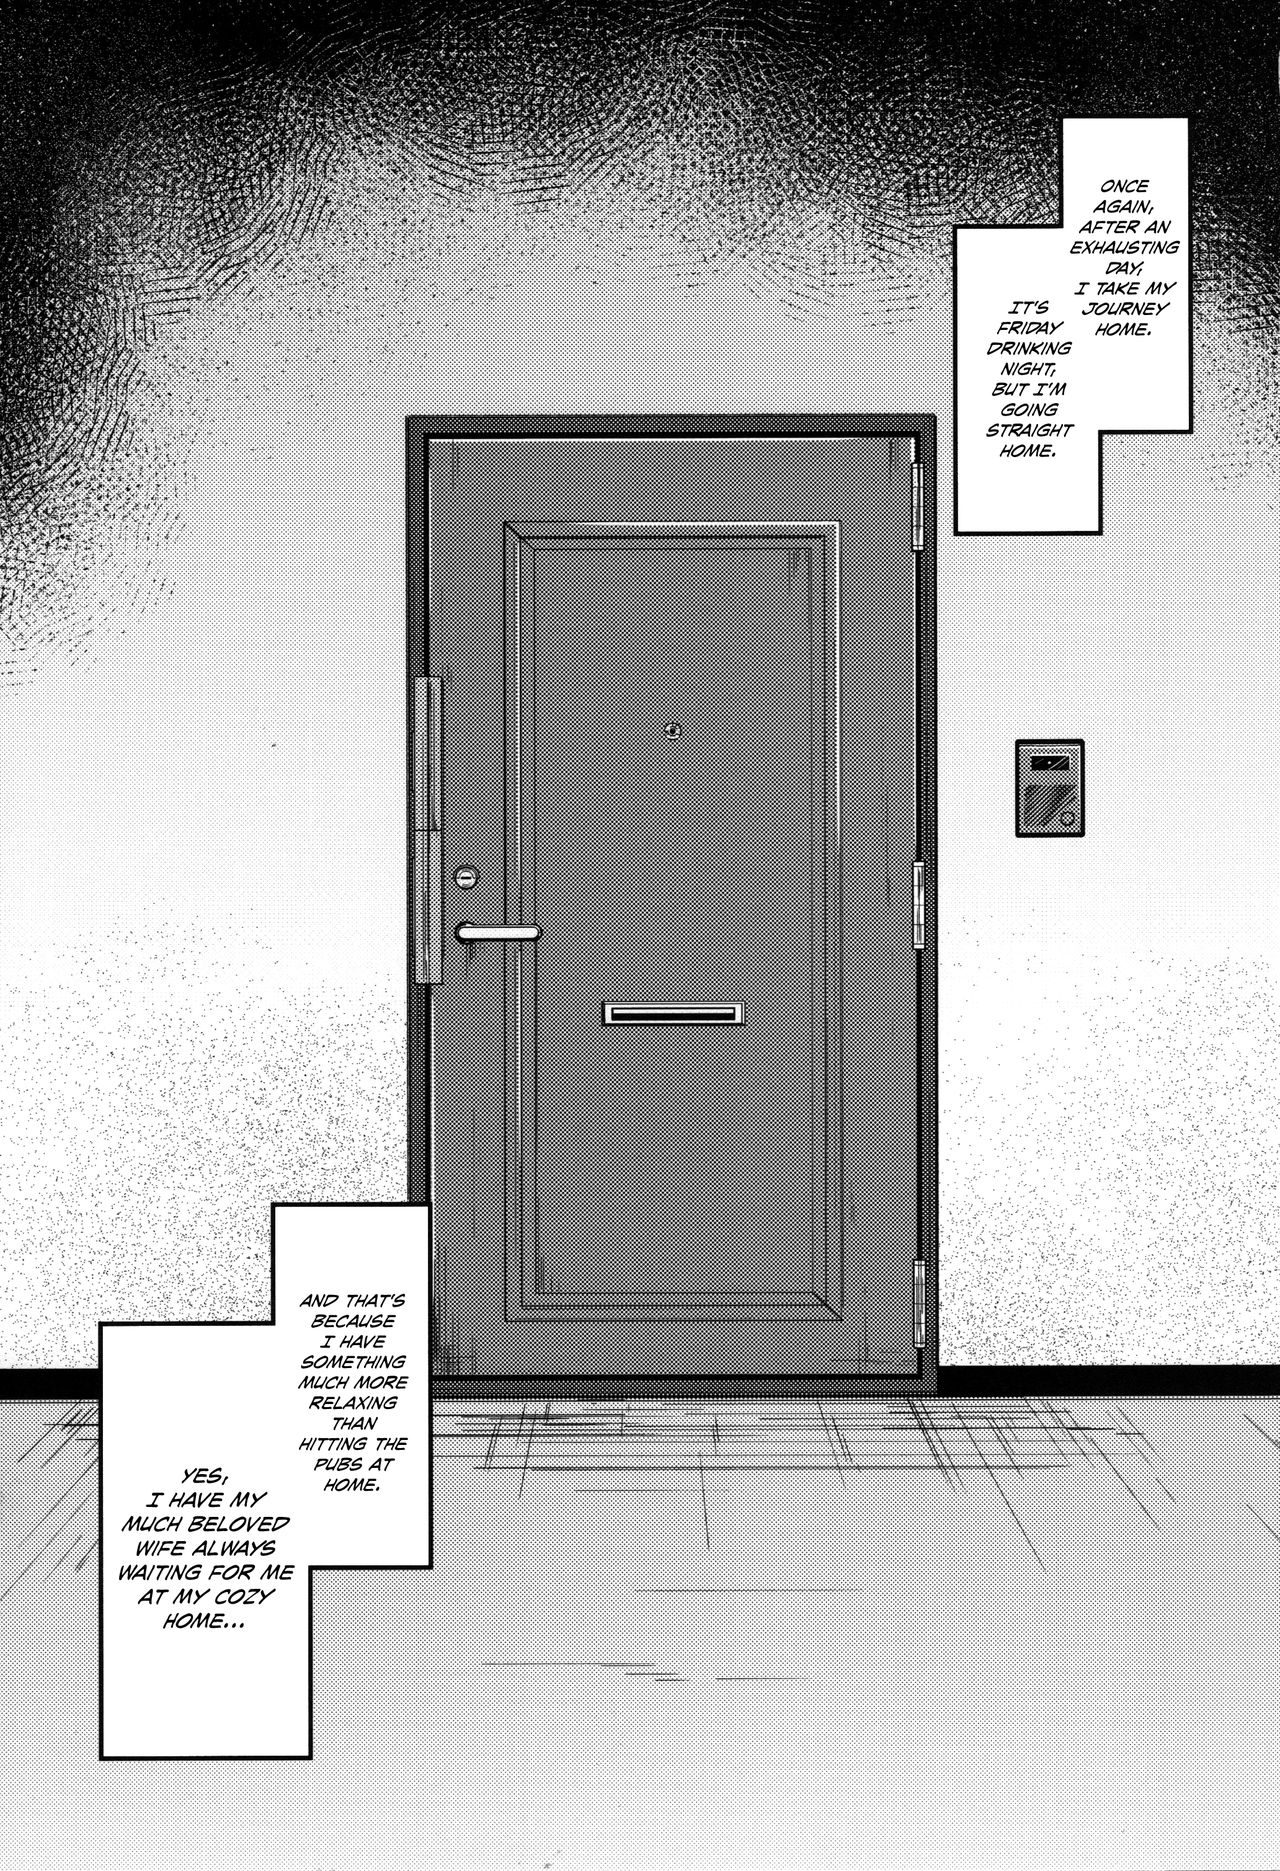 ONCE
AGAIN,
AFTER AN
EXHAUSTING
DAY,
I TAKE MY
JOURNEY
HOME.
IT'S
FRIDAY
DRINKING
NIGHT,
BUT I'M
GOING
STRAIGHT
HOME.
AND THAT'S
BECAUSE
I HAVE
SOMETHING
MUCH MORE
RELAXING
THAN
HITTING THE
PUBS AT
HOME.
YES,
I HAVE MY
MUCH BELOVED
WIFE ALWAYS
WAITING FOR ME
AT MY COZY
HOME...